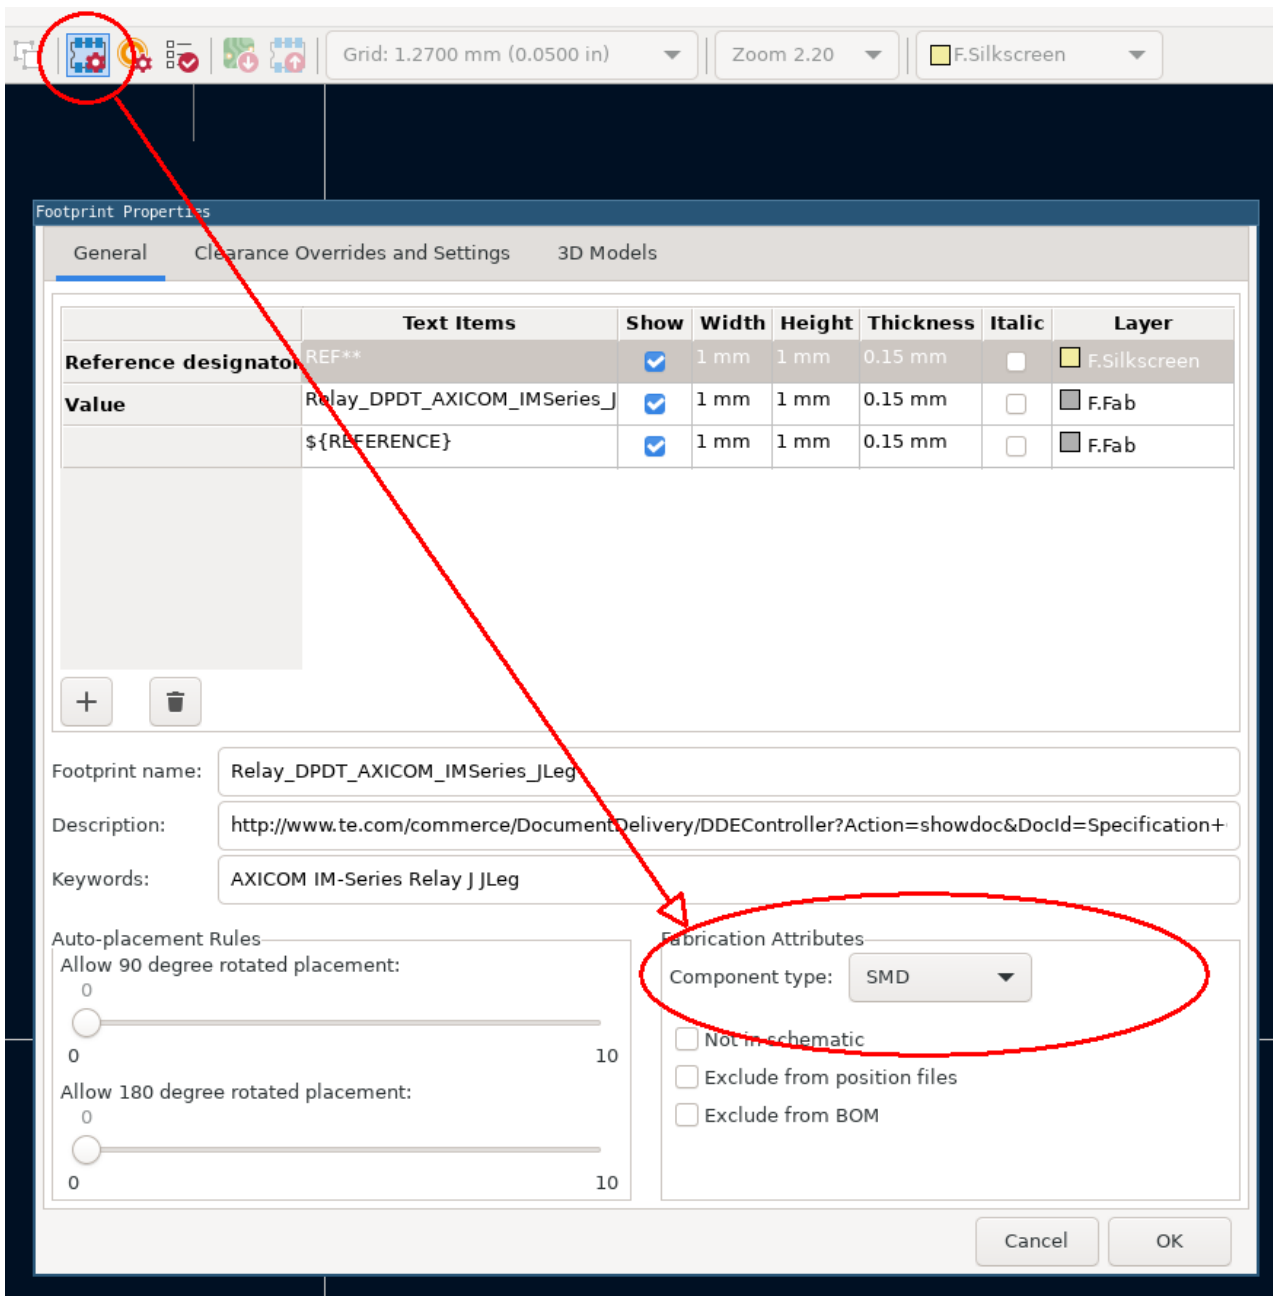 Grid: 1.2700 mm (0.0500 in) Zoom 2.20 F.Silkscreen
Footprint Properties
General Clearance Overrides and Settings 3D Models
Text Items Show Width Height Thickness Italic Layer
Reference designator REF** 1 mm 1 mm 0.15 mm F.Silkscreen
Value Relay_DPDT_AXICOM_IMSeries_J 1 mm 1 mm 0.15 mm F.Fab
${REFERENCE} 1 mm 1 mm 0.15 mm F.Fab
Footprint name: Relay_DPDT_AXICOM_IMSeries_JLeg
Description: http://www.te.com/commerce/DocumentDelivery/DDEController?Action=showdoc&DocId=Specification+
Keywords: AXICOM IM-Series Relay J JLeg
Auto-placement Rules
Allow 90 degree rotated placement:
0
0 10
Allow 180 degree rotated placement:
0
0 10
Fabrication Attributes
Component type: SMD
Not in schematic
Exclude from position files
Exclude from BOM
Cancel OK